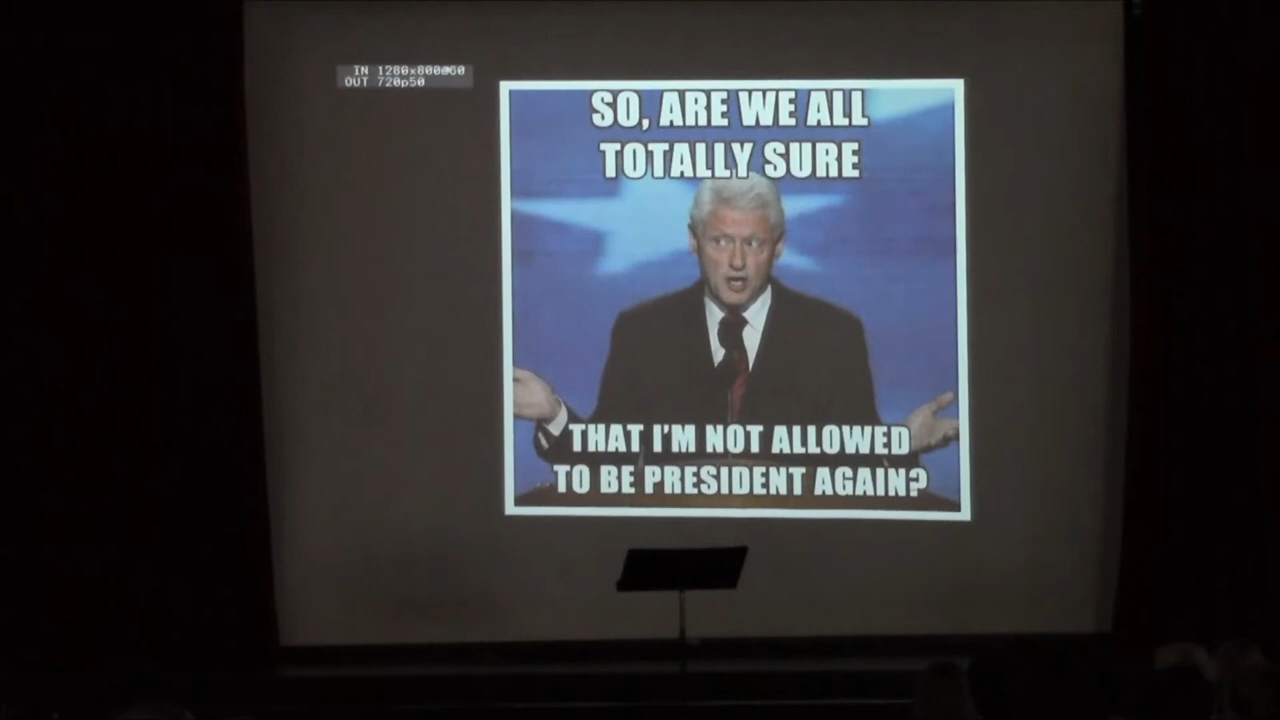 IN 1280x800@60
OUT 720p50
SO, ARE WE ALL
TOTALLY SURE
THAT I'M NOT ALLOWED
TO BE PRESIDENT AGAIN?